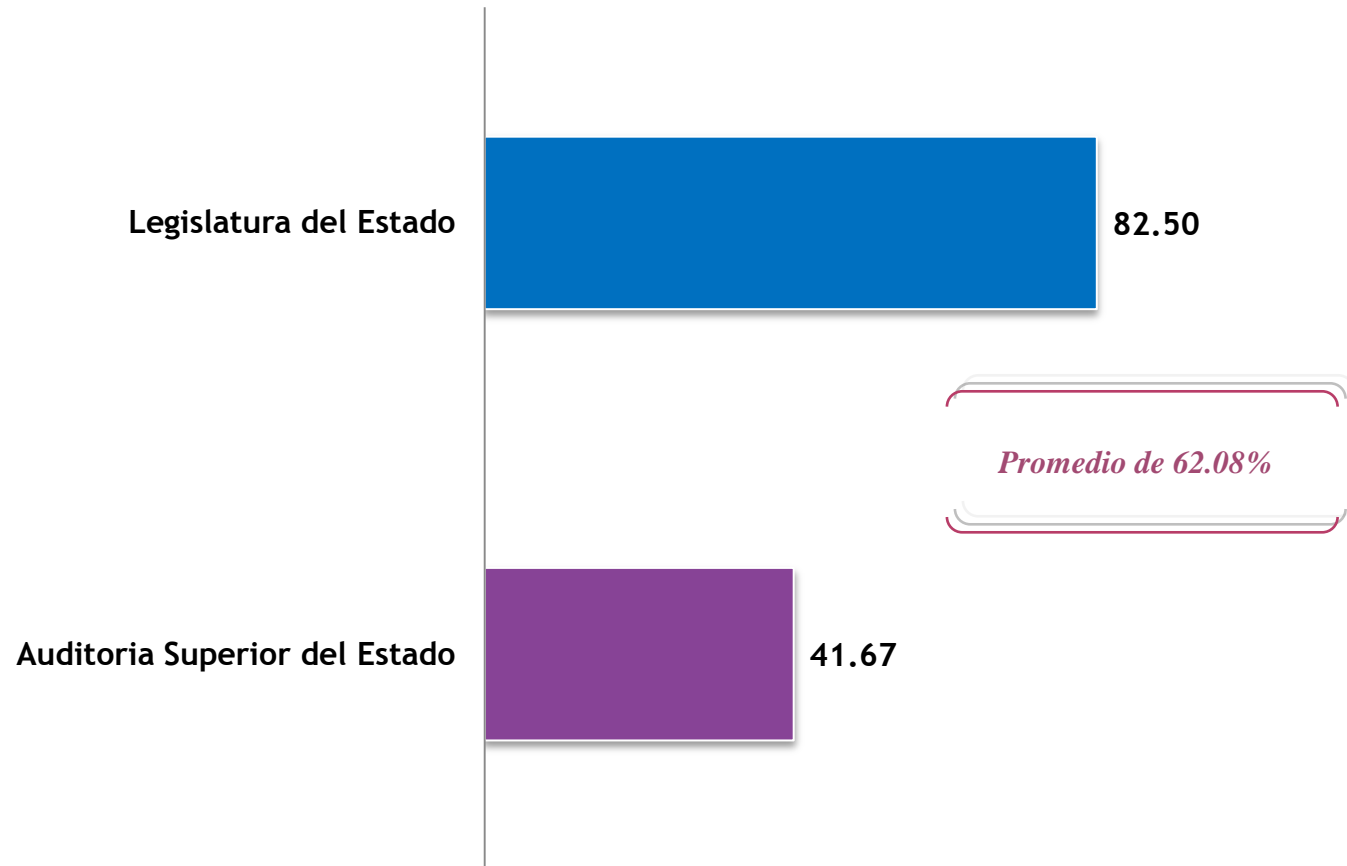 Legislatura del Estado
82.50
Promedio de 62.08%
Auditoria Superior del Estado
41.67